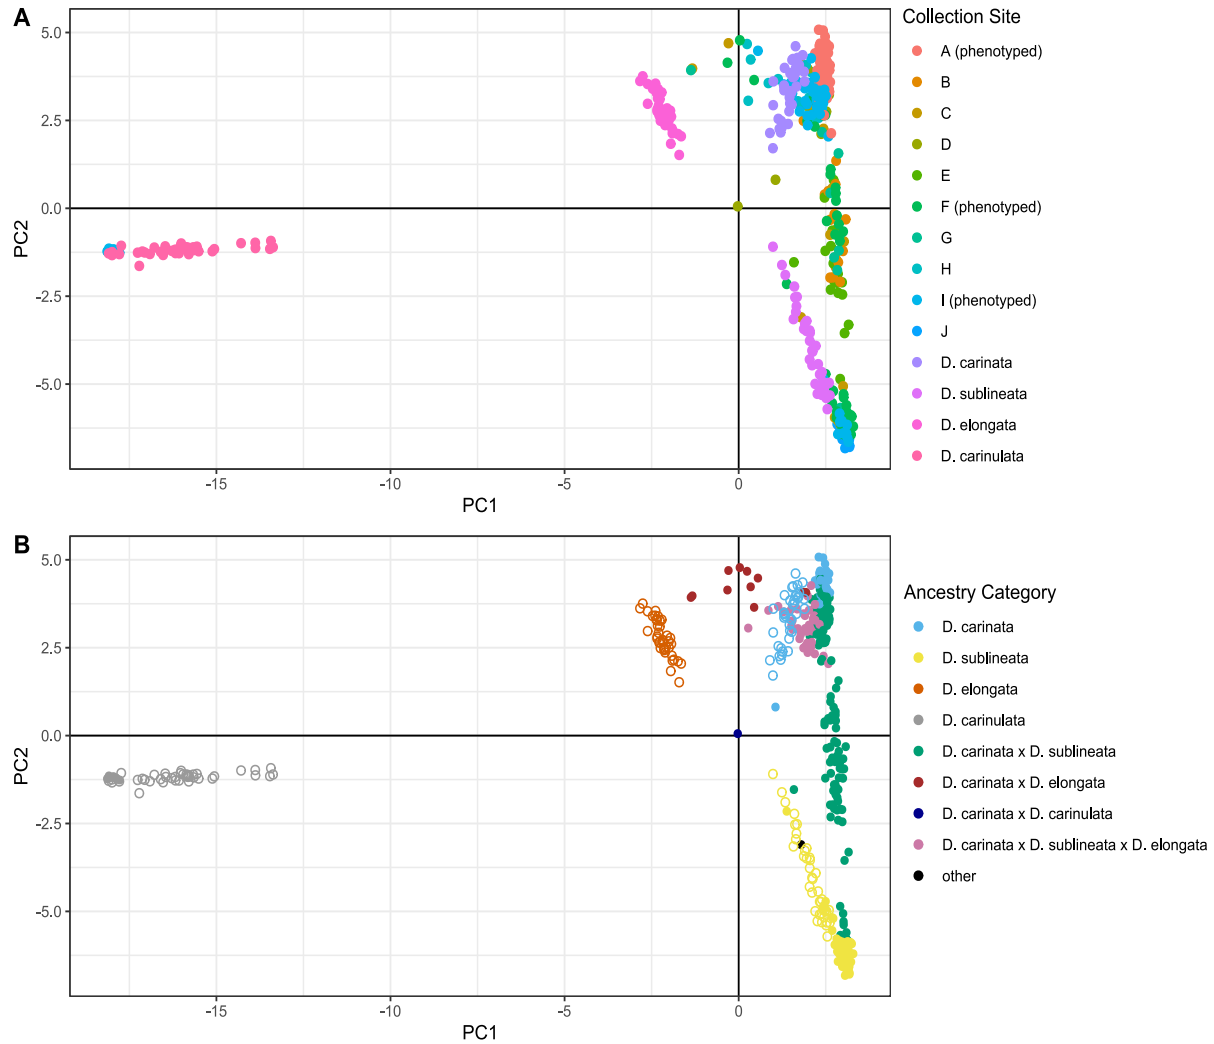 A
5.0
2.5
0.0
-2.5
-5.0
PC2
-15
-10
-5
0
PC1
Collection Site
A (phenotyped)
B
C
D
E
F (phenotyped)
G
H
I (phenotyped)
J
D. carinata
D. sublineata
D. elongata
D. carinulata
B
5.0
2.5
0.0
-2.5
-5.0
PC2
-15
-10
-5
0
PC1
Ancestry Category
D. carinata
D. sublineata
D. elongata
D. carinulata
D. carinata x D. sublineata
D. carinata x D. elongata
D. carinata x D. carinulata
D. carinata x D. sublineata x D. elongata
other